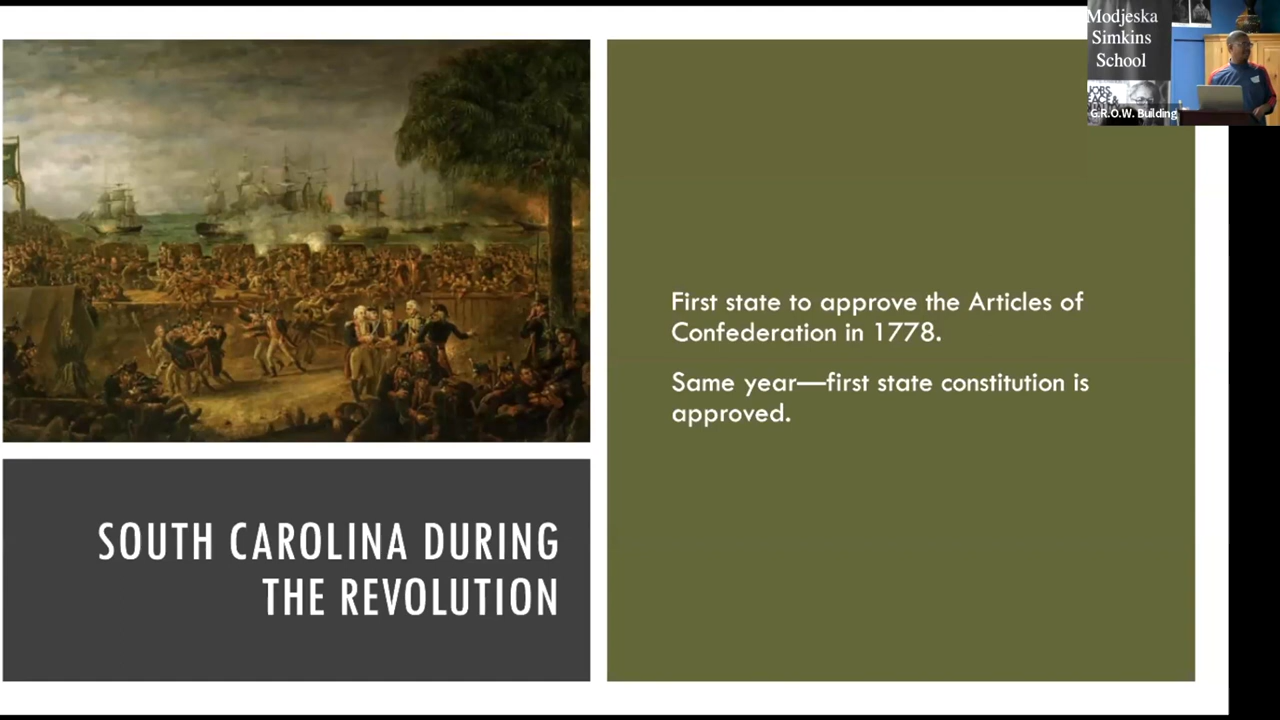 Modjeska
Simkins
School
G.R.O.W. Building
First state to approve the Articles of
Confederation in 1778.
Same year—first state constitution is
approved.
SOUTH CAROLINA DURING
THE REVOLUTION